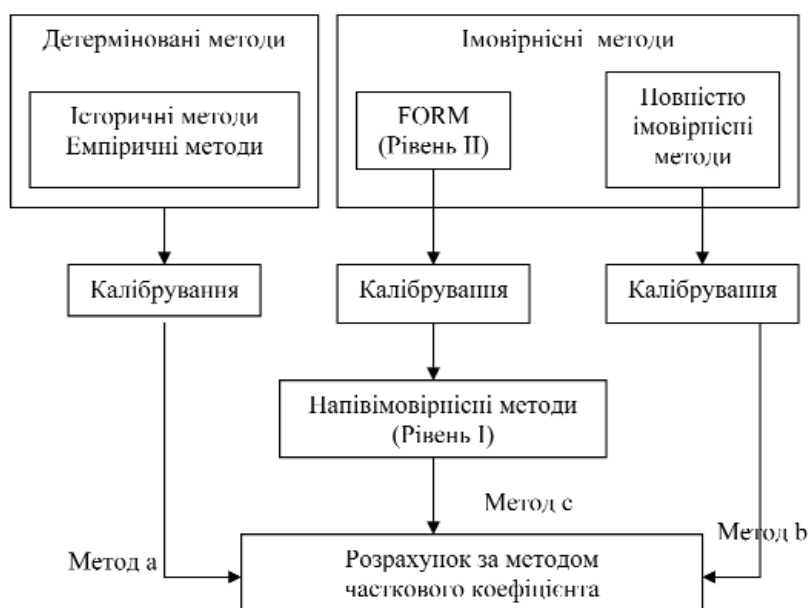 Детерміновані методи
Імовірнісні методи
Історичні методи
Емпіричні методи
FORM
(Рівень II)
Повністю
імовірнісні
методи
Калібрування
Калібрування
Калібрування
Напівімовірнісні методи
(Рівень I)
Метод c
Метод b
Метод a
Розрахунок за методом
часткового коефіцієнта